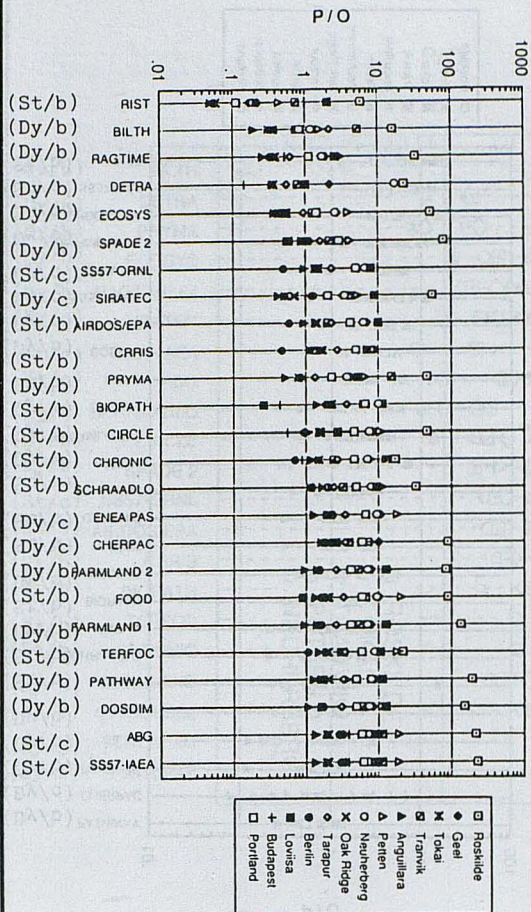 P/O
.01
.1
1
10
100
1000
(St/b) RIST
(Dy/b) BILTH
(Dy/b) RAGTIME
(Dy/b) DETRA
(Dy/b) ECOSYS
(Dy/b) SPADE 2
(St/c) SS57-ORNL
(Dy/c) SIRATEC
(St/b) AIRDOS/EPA
(St/b) CRRIS
(Dy/b) PRYMA
(St/b) BIOPATH
(St/b) CIRCLE
(St/b) CHRONIC
(St/b) SCHRAADLO
(Dy/c) ENEA PAS
(Dy/c) CHERPAC
(Dy/b) FARMLAND 2
(St/b) FOOD
(Dy/b) FARMLAND 1
(St/b) TERFOC
(Dy/b) PATHWAY
(Dy/b) DOSDIM
(St/c) ABG
(St/c) SS57-IAEA
Roskilde
Geel
Tokai
Tranvik
Anguillara
Petten
Neuherberg
Oak Ridge
Tarapur
Berlin
Loviisa
Budapest
Portland